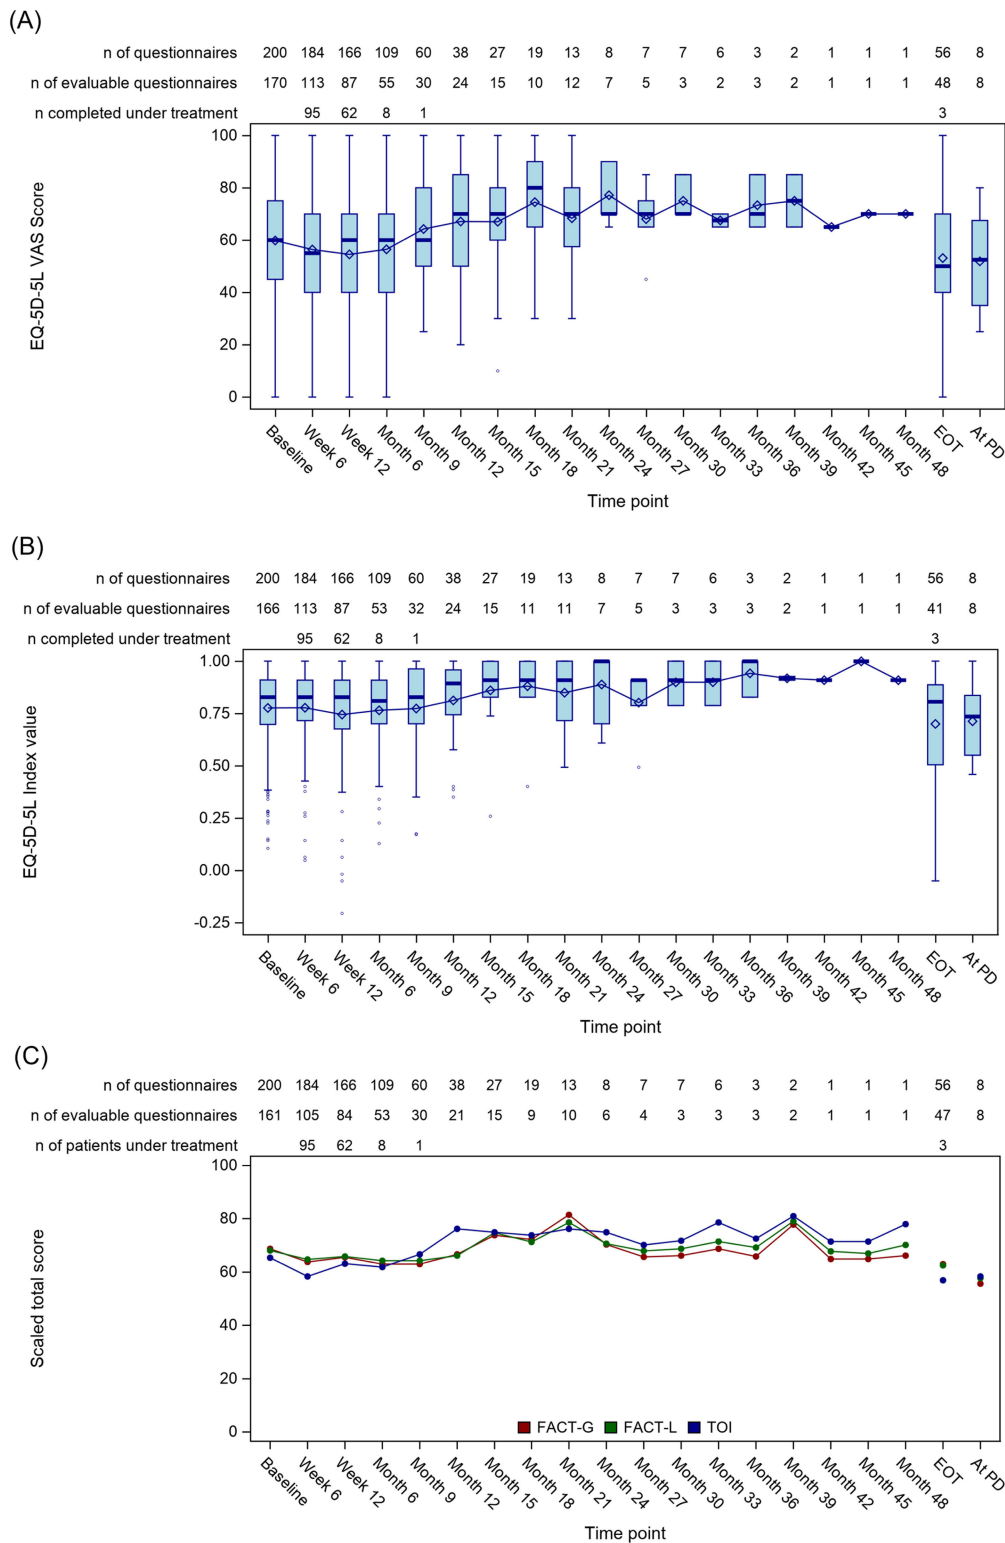 (A)
n of questionnaires 200 184 166 109 60 38 27 19 13 8 7 7 6 3 2 1 1 1 56 8
n of evaluable questionnaires 170 113 87 55 30 24 15 10 12 7 5 3 2 3 2 1 1 1 48 8
n completed under treatment 95 62 8 1 3
100
80
60
40
20
0
EQ-5D-5L VAS Score
Baseline Week 6 Week 12 Month 6 Month 9 Month 12 Month 15 Month 18 Month 21 Month 24 Month 27 Month 30 Month 33 Month 36 Month 39 Month 42 Month 45 Month 48 EOT At PD
Time point
(B)
n of questionnaires 200 184 166 109 60 38 27 19 13 8 7 7 6 3 2 1 1 1 56 8
n of evaluable questionnaires 166 113 87 53 32 24 15 11 11 7 5 3 3 3 2 1 1 1 41 8
n completed under treatment 95 62 8 1 3
1.00
0.75
0.50
0.25
0.00
-0.25
EQ-5D-5L Index value
Baseline Week 6 Week 12 Month 6 Month 9 Month 12 Month 15 Month 18 Month 21 Month 24 Month 27 Month 30 Month 33 Month 36 Month 39 Month 42 Month 45 Month 48 EOT At PD
Time point
(C)
n of questionnaires 200 184 166 109 60 38 27 19 13 8 7 7 6 3 2 1 1 1 56 8
n of evaluable questionnaires 161 105 84 53 30 21 15 9 10 6 4 3 3 3 2 1 1 1 47 8
n of patients under treatment 95 62 8 1 3
100
80
60
40
20
0
Scaled total score
FACT-G FACT-L TOI
Baseline Week 6 Week 12 Month 6 Month 9 Month 12 Month 15 Month 18 Month 21 Month 24 Month 27 Month 30 Month 33 Month 36 Month 39 Month 42 Month 45 Month 48 EOT At PD
Time point